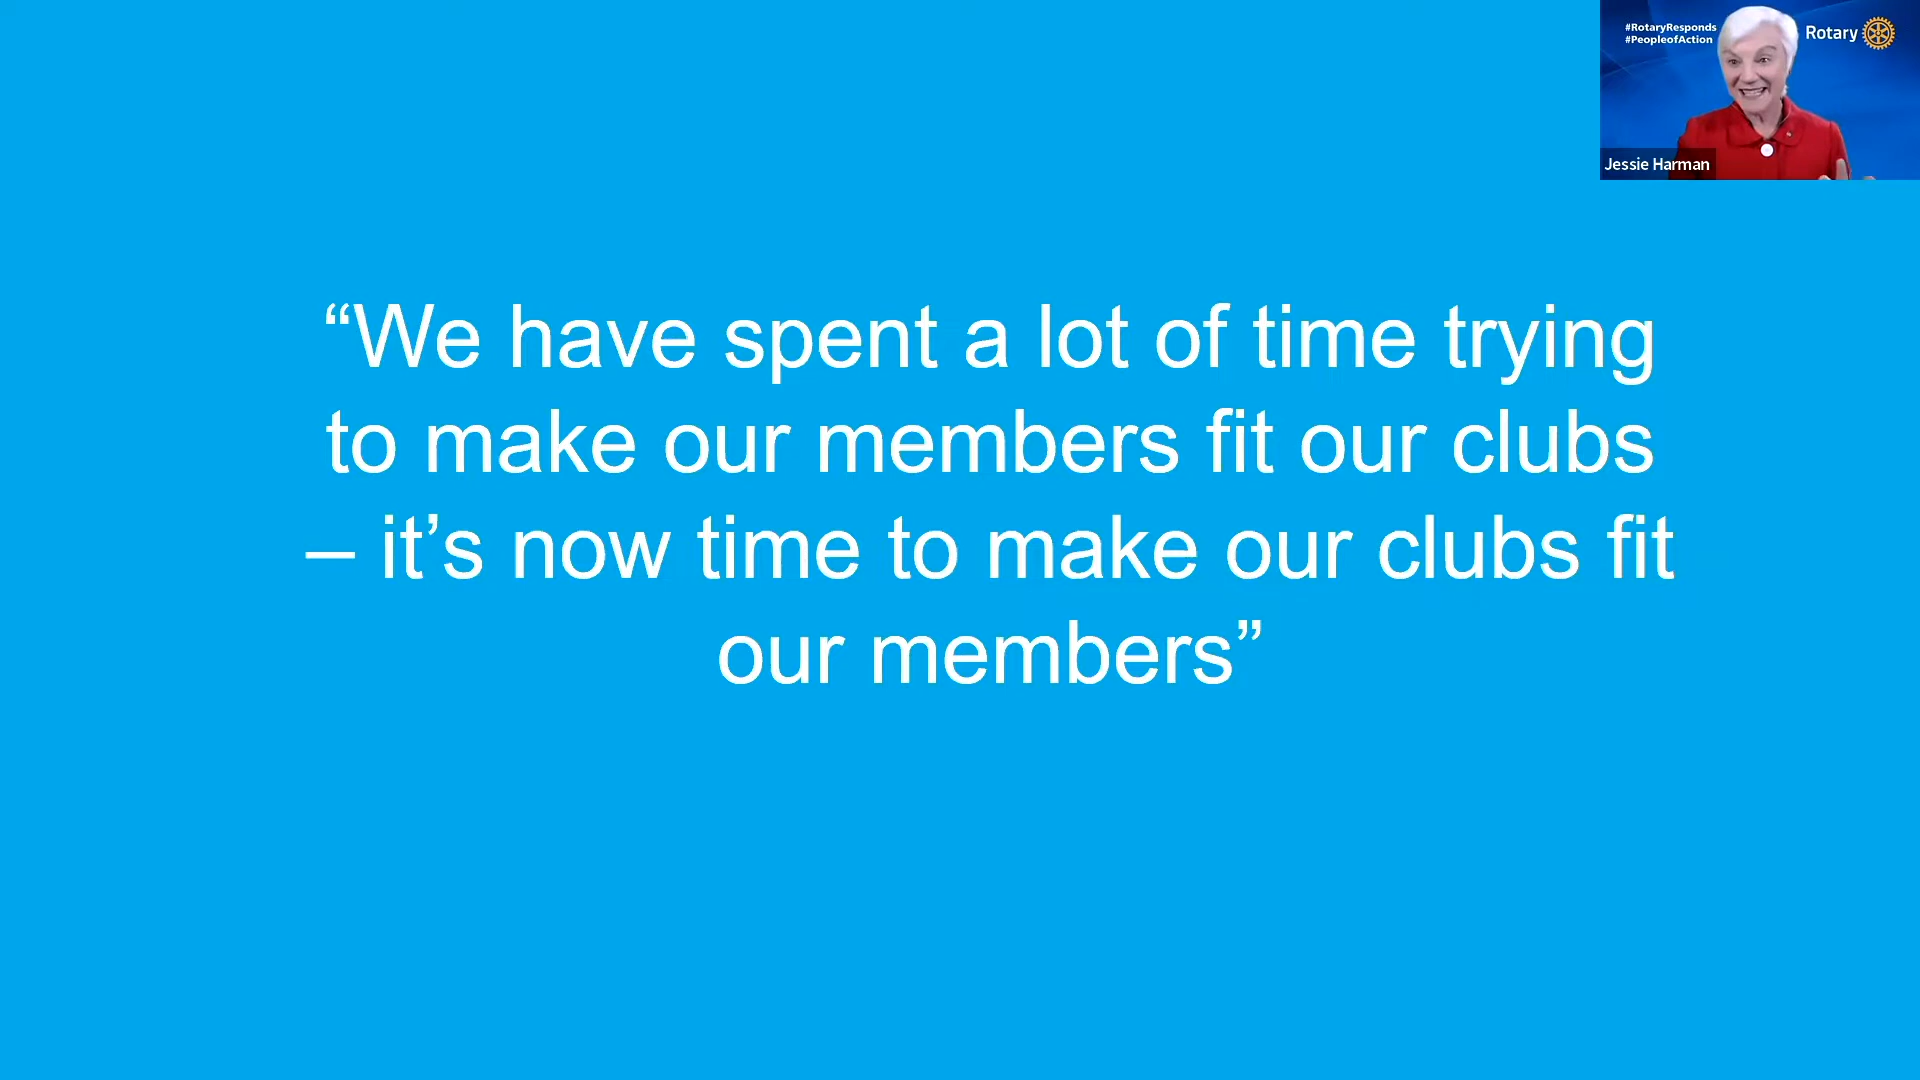 #RotaryResponds
#PeopleofAction
Rotary
Jessie Harman
“We have spent a lot of time trying
to make our members fit our clubs
– it’s now time to make our clubs fit
our members”